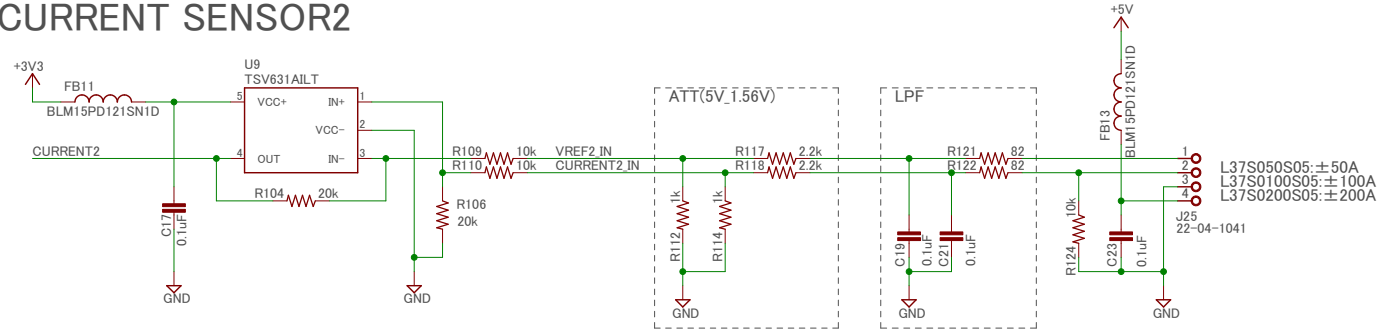 CURRENT SENSOR2
+5V
+3V3
FB11
BLM15PD121SN1D
U9
TSV631AILT
5 VCC+ IN+ 1
VCC- 2
4 OUT IN- 3
CURRENT2
R104 20k
C17
0.1uF
GND
R109 10k VREF2_IN
R110 10k CURRENT2_IN
R106
20k
GND
ATT(5V_1.56V)
R117 2.2k
R118 2.2k
R112 1k
R114 1k
GND
LPF
R121 82
R122 82
C19 0.1uF
C21 0.1uF
GND
FB13
BLM15PD121SN1D
R124 10k
C23 0.1uF
GND
1
2
3
4
J25
22-04-1041
L37S050S05:±50A
L37S0100S05:±100A
L37S0200S05:±200A